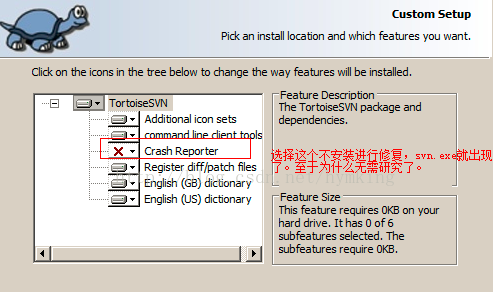 Custom Setup
Pick an install location and which features you want.
Click on the icons in the tree below to change the way features will be installed.
TortoiseSVN
Additional icon sets
command line client tools
Crash Reporter
Register diff/patch files
English (GB) dictionary
English (US) dictionary
Feature Description
The TortoiseSVN package and
dependencies.
选择这个不安装进行修复，svn.exe就出现
了。至于为什么无需研究了。
Feature Size
This feature requires 0KB on your
hard drive. It has 0 of 6
subfeatures selected. The
subfeatures require 0KB.